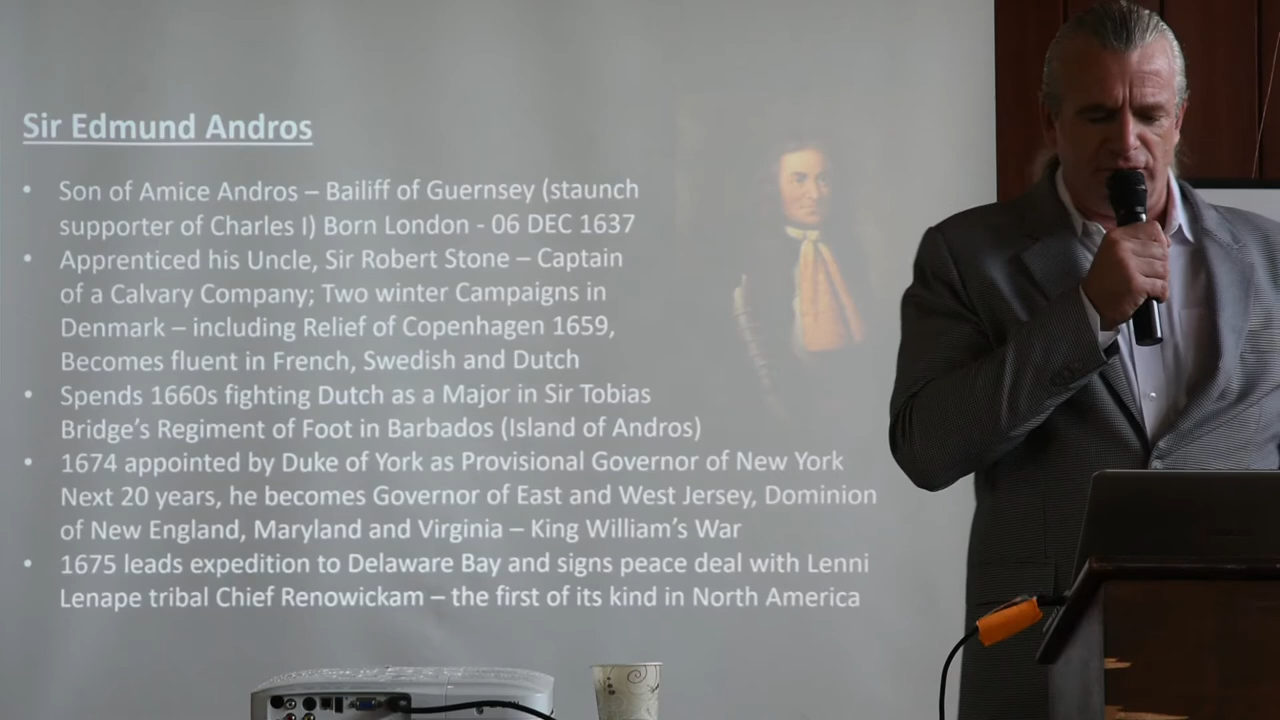 Sir Edmund Andros
• Son of Amice Andros – Bailiff of Guernsey (staunch
supporter of Charles I) Born London - 06 DEC 1637
• Apprenticed his Uncle, Sir Robert Stone – Captain
of a Calvary Company; Two winter Campaigns in
Denmark – including Relief of Copenhagen 1659,
Becomes fluent in French, Swedish and Dutch
• Spends 1660s fighting Dutch as a Major in Sir Tobias
Bridge's Regiment of Foot in Barbados (Island of Andros)
• 1674 appointed by Duke of York as Provisional Governor of New York
Next 20 years, he becomes Governor of East and West Jersey, Dominion
of New England, Maryland and Virginia – King William's War
• 1675 leads expedition to Delaware Bay and signs peace deal with Lenni
Lenape tribal Chief Renowickam – the first of its kind in North America